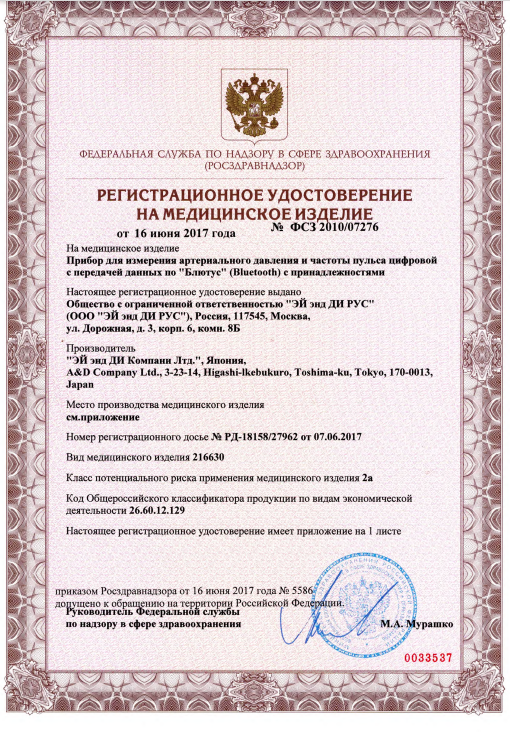 ФЕДЕРАЛЬНАЯ СЛУЖБА ПО НАДЗОРУ В СФЕРЕ ЗДРАВООХРАНЕНИЯ
(РОСЗДРАВНАДЗОР)
РЕГИСТРАЦИОННОЕ УДОСТОВЕРЕНИЕ
НА МЕДИЦИНСКОЕ ИЗДЕЛИЕ
от 16 июня 2017 года № ФСЗ 2010/07276
На медицинское изделие
Прибор для измерения артериального давления и частоты пульса цифровой
с передачей данных по "Блютус" (Bluetooth) с принадлежностями
Настоящее регистрационное удостоверение выдано
Общество с ограниченной ответственностью "ЭЙ энд ДИ РУС"
(ООО "ЭЙ энд ДИ РУС"), Россия, 117545, Москва,
ул. Дорожная, д. 3, корп. 6, комн. 8Б
Производитель
"ЭЙ энд ДИ Компани Лтд.", Япония,
A&D Company Ltd., 3-23-14, Higashi-Ikebukuro, Toshima-ku, Tokyo, 170-0013,
Japan
Место производства медицинского изделия
см.приложение
Номер регистрационного досье № РД-18158/27962 от 07.06.2017
Вид медицинского изделия 216630
Класс потенциального риска применения медицинского изделия 2а
Код Общероссийского классификатора продукции по видам экономической
деятельности 26.60.12.129
Настоящее регистрационное удостоверение имеет приложение на 1 листе
приказом Росздравнадзора от 16 июня 2017 года № 5586
допущено к обращению на территории Российской Федерации.
Руководитель Федеральной службы
по надзору в сфере здравоохранения М.А. Мурашко
0033537